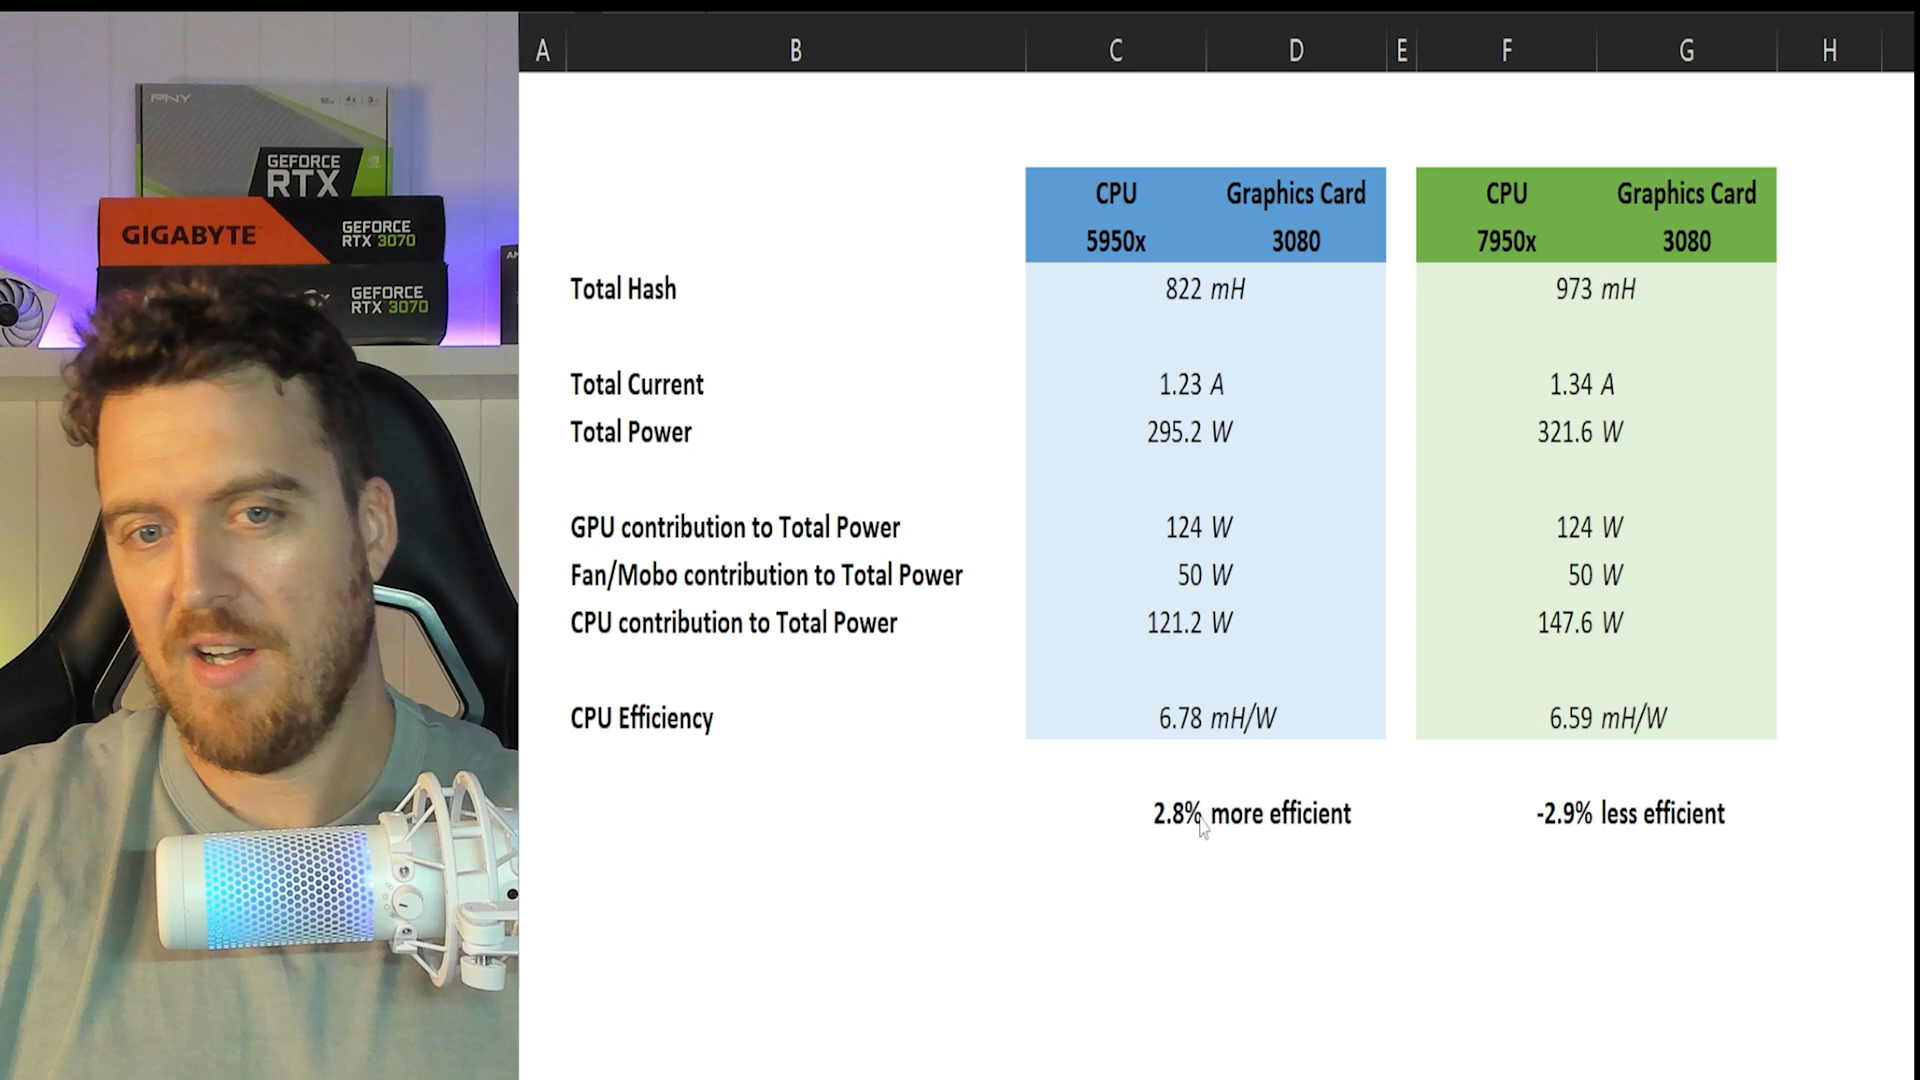 A B C D E F G H
PNY
GEFORCE
RTX
GIGABYTE
GEFORCE
RTX 3070
GEFORCE
RTX 3070
CPU Graphics Card CPU Graphics Card
5950x 3080 7950x 3080
Total Hash 822 mH 973 mH
Total Current 1.23 A 1.34 A
Total Power 295.2 W 321.6 W
GPU contribution to Total Power 124 W 124 W
Fan/Mobo contribution to Total Power 50 W 50 W
CPU contribution to Total Power 121.2 W 147.6 W
CPU Efficiency 6.78 mH/W 6.59 mH/W
2.8% more efficient -2.9% less efficient